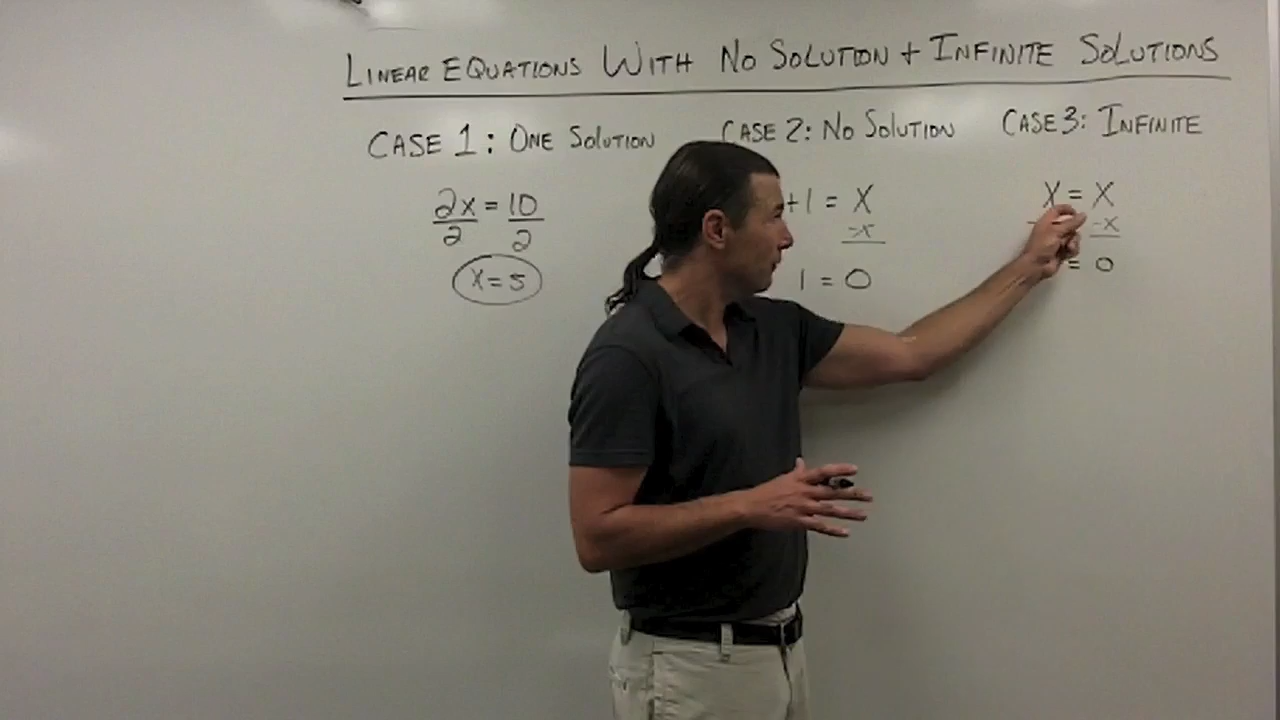 LINEAR EQUATIONS WITH NO SOLUTION + INFINITE SOLUTIONS
CASE 1: ONE SOLUTION
2x = 10
2 2
x = 5
CASE 2: NO SOLUTION
+1 = X
-x
1 = 0
CASE 3: INFINITE
X = X
- -X
= 0